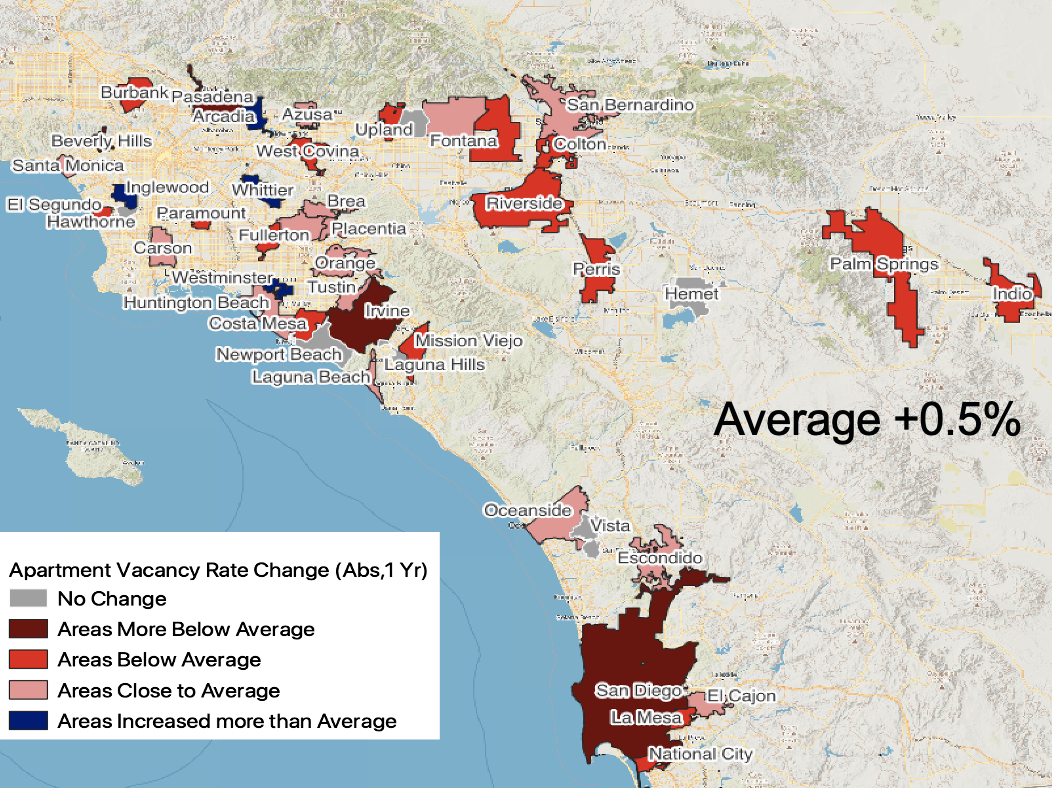 Burbank
Pasadena
Arcadia
Azusa
Upland
Fontana
San Bernardino
Colton
Beverly Hills
West Covina
Santa Monica
Inglewood
Whittier
Brea
El Segundo
Hawthorne
Paramount
Riverside
Fullerton
Placentia
Carson
Orange
Perris
Palm Springs
Westminster
Tustin
Hemet
Indio
Huntington Beach
Irvine
Costa Mesa
Newport Beach
Mission Viejo
Laguna Hills
Laguna Beach
Average +0.5%
Oceanside
Vista
Escondido
San Diego
El Cajon
La Mesa
National City
Apartment Vacancy Rate Change (Abs,1 Yr)
No Change
Areas More Below Average
Areas Below Average
Areas Close to Average
Areas Increased more than Average